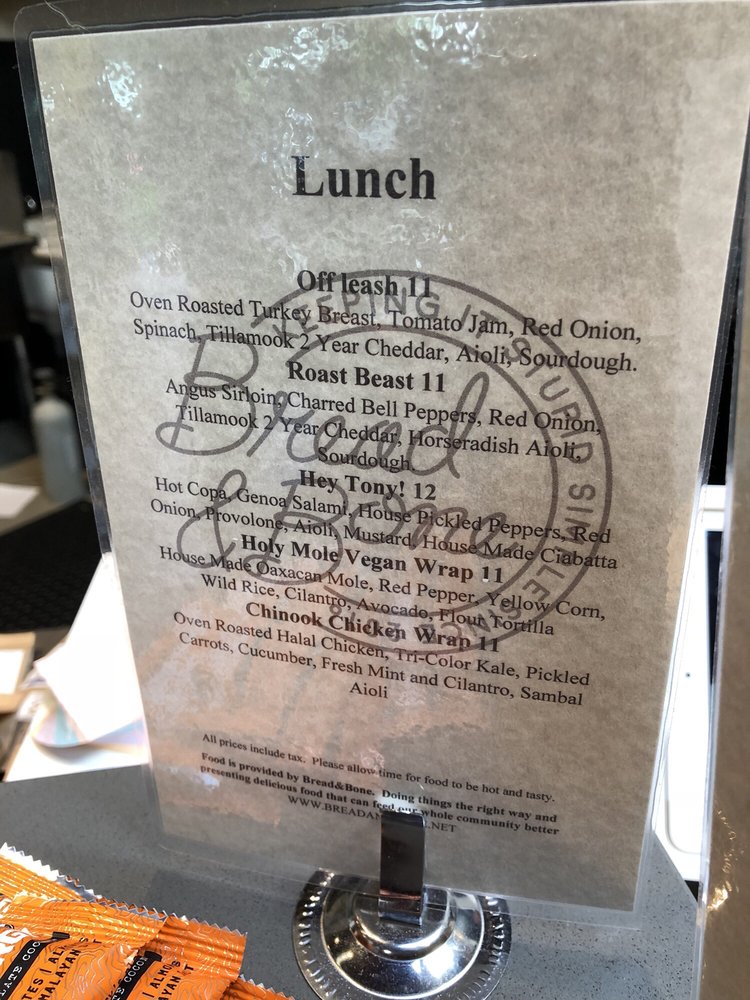 Lunch
Off leash 11
Oven Roasted Turkey Breast, Tomato Jam, Red Onion,
Spinach, Tillamook 2 Year Cheddar, Aioli, Sourdough.
Roast Beast 11
Angus Sirloin, Charred Bell Peppers, Red Onion,
Tillamook 2 Year Cheddar, Horseradish Aioli,
Sourdough.
Hey Tony! 12
Hot Copa, Genoa Salami, House Pickled Peppers, Red
Onion, Provolone, Aioli, Mustard, House Made Ciabatta
Holy Mole Vegan Wrap 11
House Made Oaxacan Mole, Red Pepper, Yellow Corn,
Wild Rice, Cilantro, Avocado, Flour Tortilla
Chinook Chicken Wrap 11
Oven Roasted Halal Chicken, Tri-Color Kale, Pickled
Carrots, Cucumber, Fresh Mint and Cilantro, Sambal
Aioli
All prices include tax. Please allow time for food to be hot and tasty.
Food is provided by Bread&Bone. Doing things the right way and
presenting delicious food that can feed our whole community better
KEEPING IT STUPID SIMPLE
Bread
& Bone